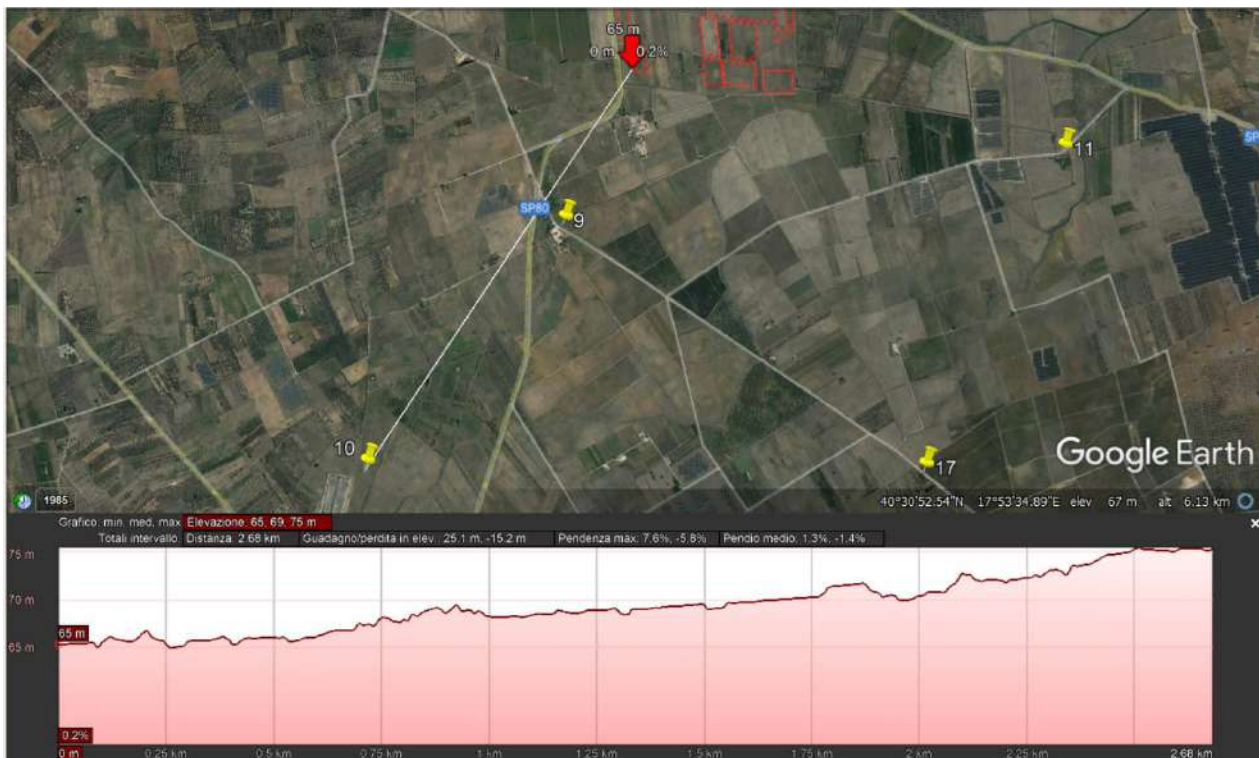 65 m
0 m 0.2%
11
SP
SP80
9
10
17
Google Earth
1985
40°30'52.54"N 17°53'34.89"E elev 67 m alt 6.13 km
Grafico: min, med, max Elevazione: 65, 69, 75 m
Totali intervallo: Distanza: 2.68 km Guadagno/perdita in elev.: 25.1 m, -15.2 m Pendenza max: 7.6%, -5.8% Pendio medio: 1.3%, -1.4%
75 m
70 m
65 m
65 m
0.2%
0 m 0.25 km 0.5 km 0.75 km 1 km 1.25 km 1.5 km 1.75 km 2 km 2.25 km 2.68 km